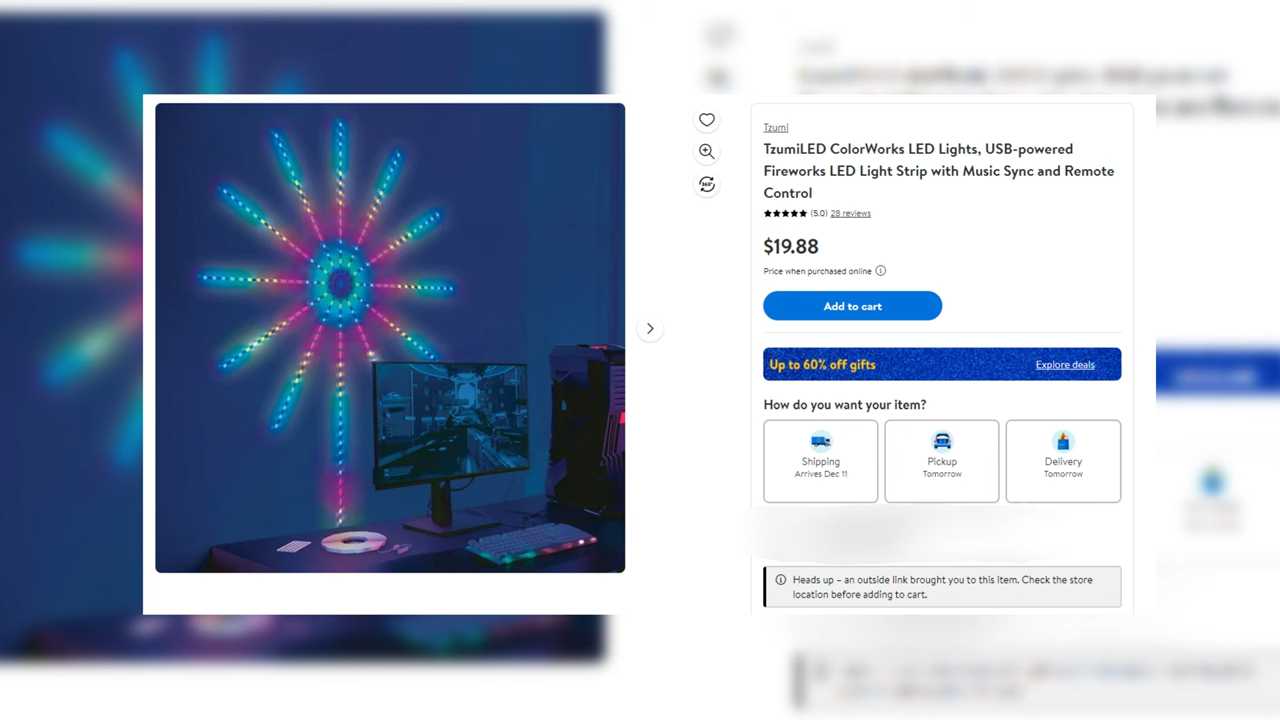 Tzumi
TzumiLED ColorWorks LED Lights, USB-powered
Fireworks LED Light Strip with Music Sync and Remote
Control
★★★★★ (5.0) 28 reviews
$19.88
Price when purchased online
Add to cart
Up to 60% off gifts
Explore deals
How do you want your item?
Shipping
Arrives Dec 11
Pickup
Tomorrow
Delivery
Tomorrow
Heads up – an outside link brought you to this item. Check the store
location before adding to cart.
360°